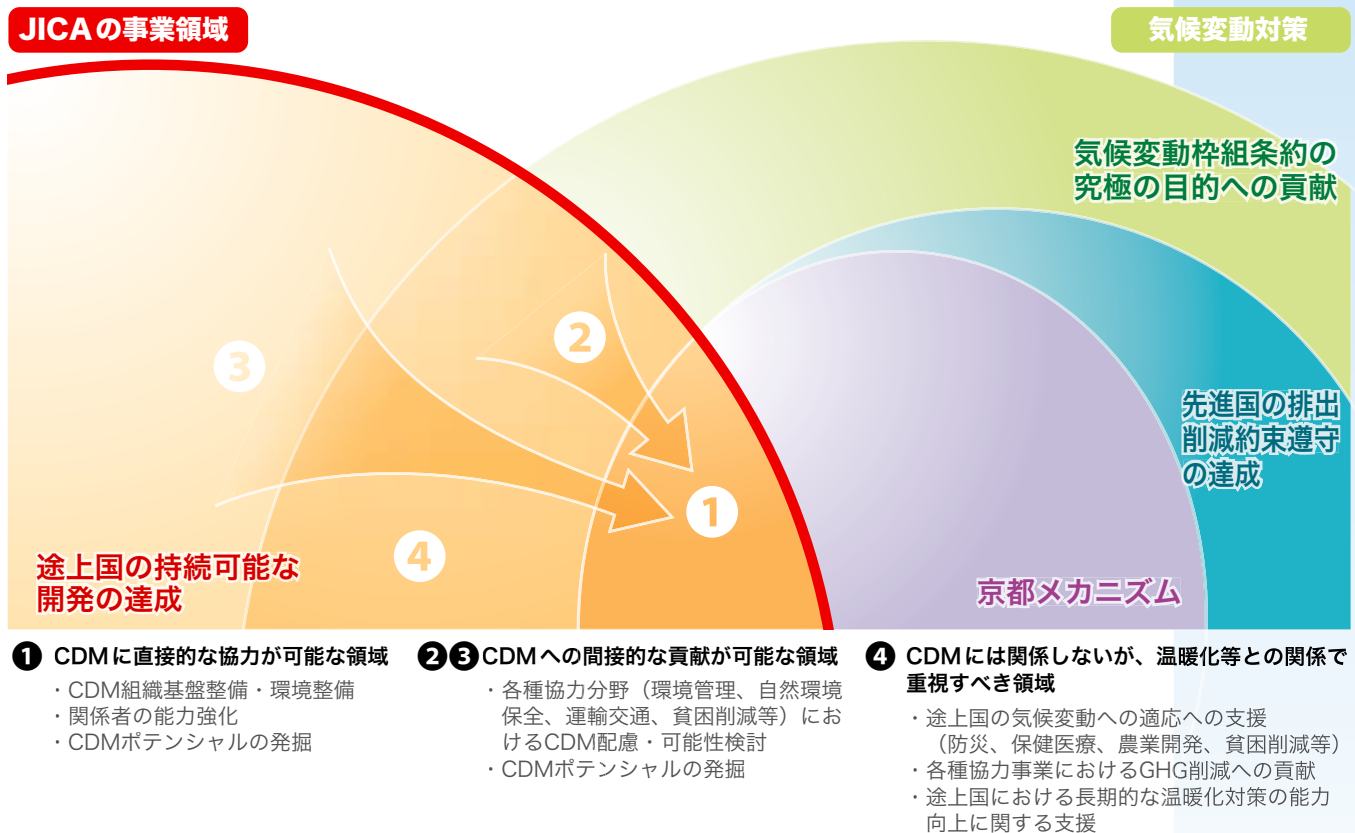 JICAの事業領域
気候変動対策
気候変動枠組条約の
究極の目的への貢献
先進国の排出
削減約束遵守
の達成
京都メカニズム
途上国の持続可能な
開発の達成
3
2
1
4
❶ CDMに直接的な協力が可能な領域
・CDM組織基盤整備・環境整備
・関係者の能力強化
・CDMポテンシャルの発掘
❷❸CDMへの間接的な貢献が可能な領域
・各種協力分野（環境管理、自然環境
保全、運輸交通、貧困削減等）にお
けるCDM配慮・可能性検討
・CDMポテンシャルの発掘
❹ CDMには関係しないが、温暖化等との関係で
重視すべき領域
・途上国の気候変動への適応への支援
（防災、保健医療、農業開発、貧困削減等）
・各種協力事業におけるGHG削減への貢献
・途上国における長期的な温暖化対策の能力
向上に関する支援